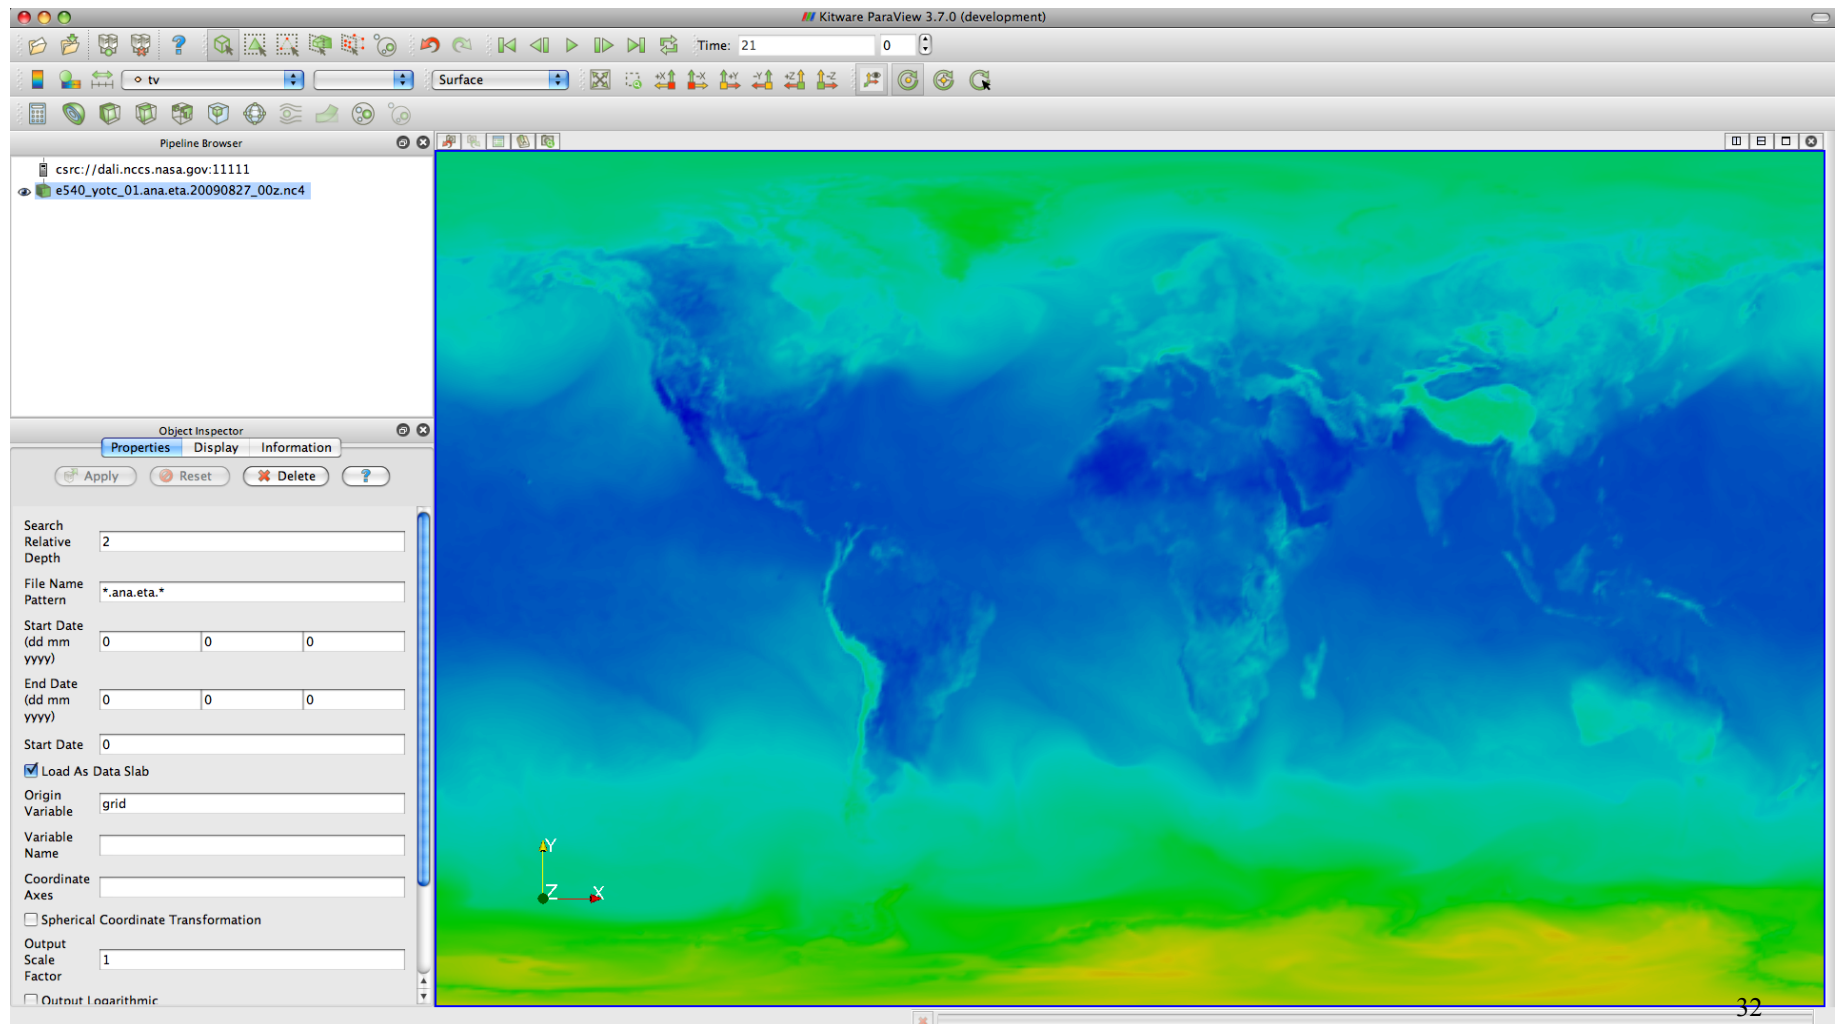 Kitware ParaView 3.7.0 (development)
Time: 21 0
+X -X +Y -Y +Z -Z
tv Surface
Pipeline Browser
csrc://dali.nccs.nasa.gov:11111
e540_yotc_01.ana.eta.20090827_00z.nc4
Object Inspector
Properties Display Information
Apply Reset Delete ?
Search
Relative 2
Depth
File Name
Pattern *.ana.eta.*
Start Date
(dd mm 0 0 0
yyyy)
End Date
(dd mm 0 0 0
yyyy)
Start Date 0
Load As Data Slab
Origin
Variable grid
Variable
Name
Coordinate
Axes
Spherical Coordinate Transformation
Output
Scale 1
Factor
Output Logarithmic
Y
Z X
32